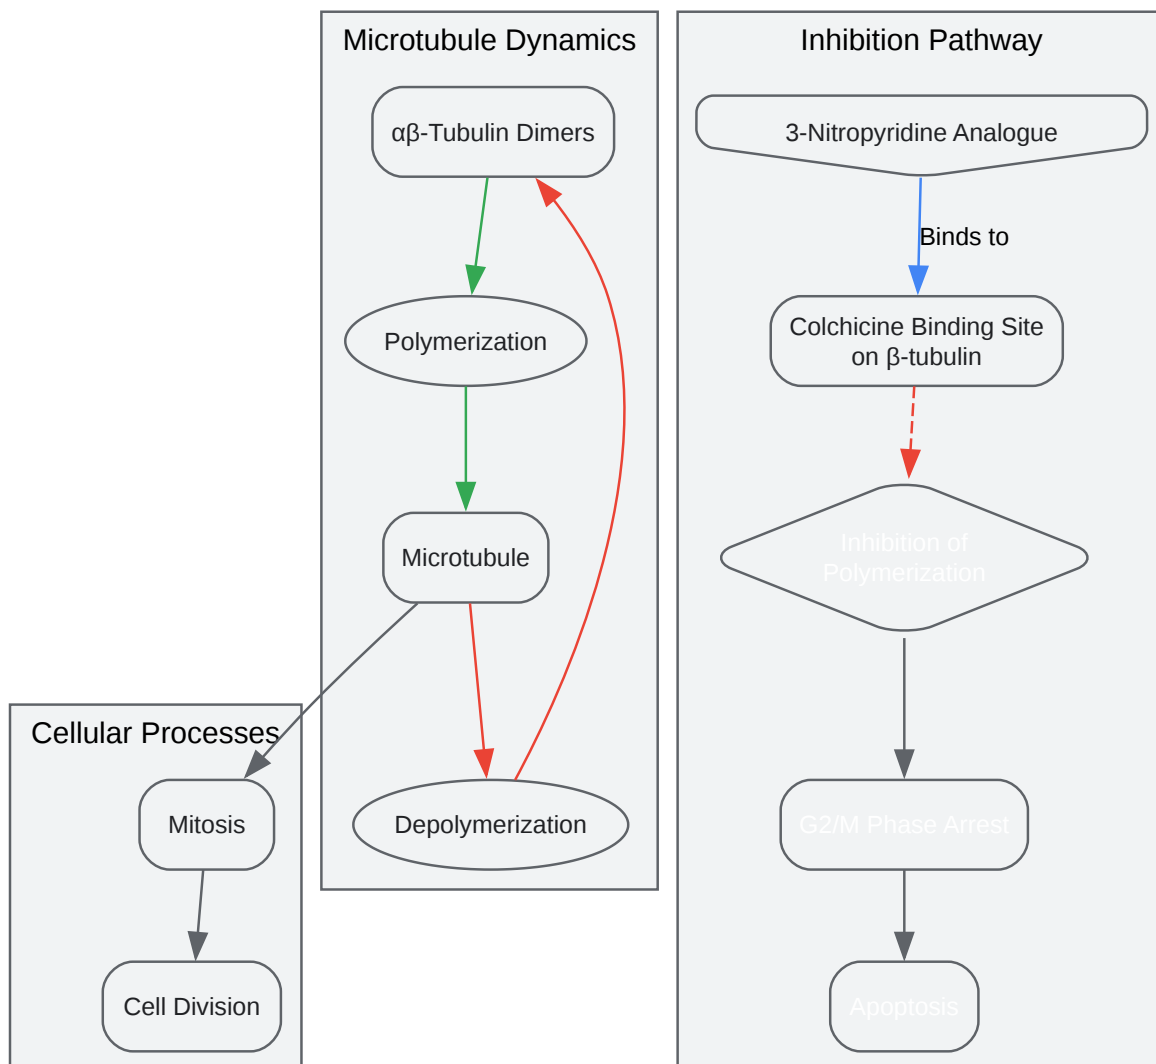 Microtubule Dynamics
αβ-Tubulin Dimers
Polymerization
Microtubule
Depolymerization
Inhibition Pathway
3-Nitropyridine Analogue
Binds to
Colchicine Binding Site
on β-tubulin
Inhibition of
Polymerization
G2/M Phase Arrest
Apoptosis
Cellular Processes
Mitosis
Cell Division